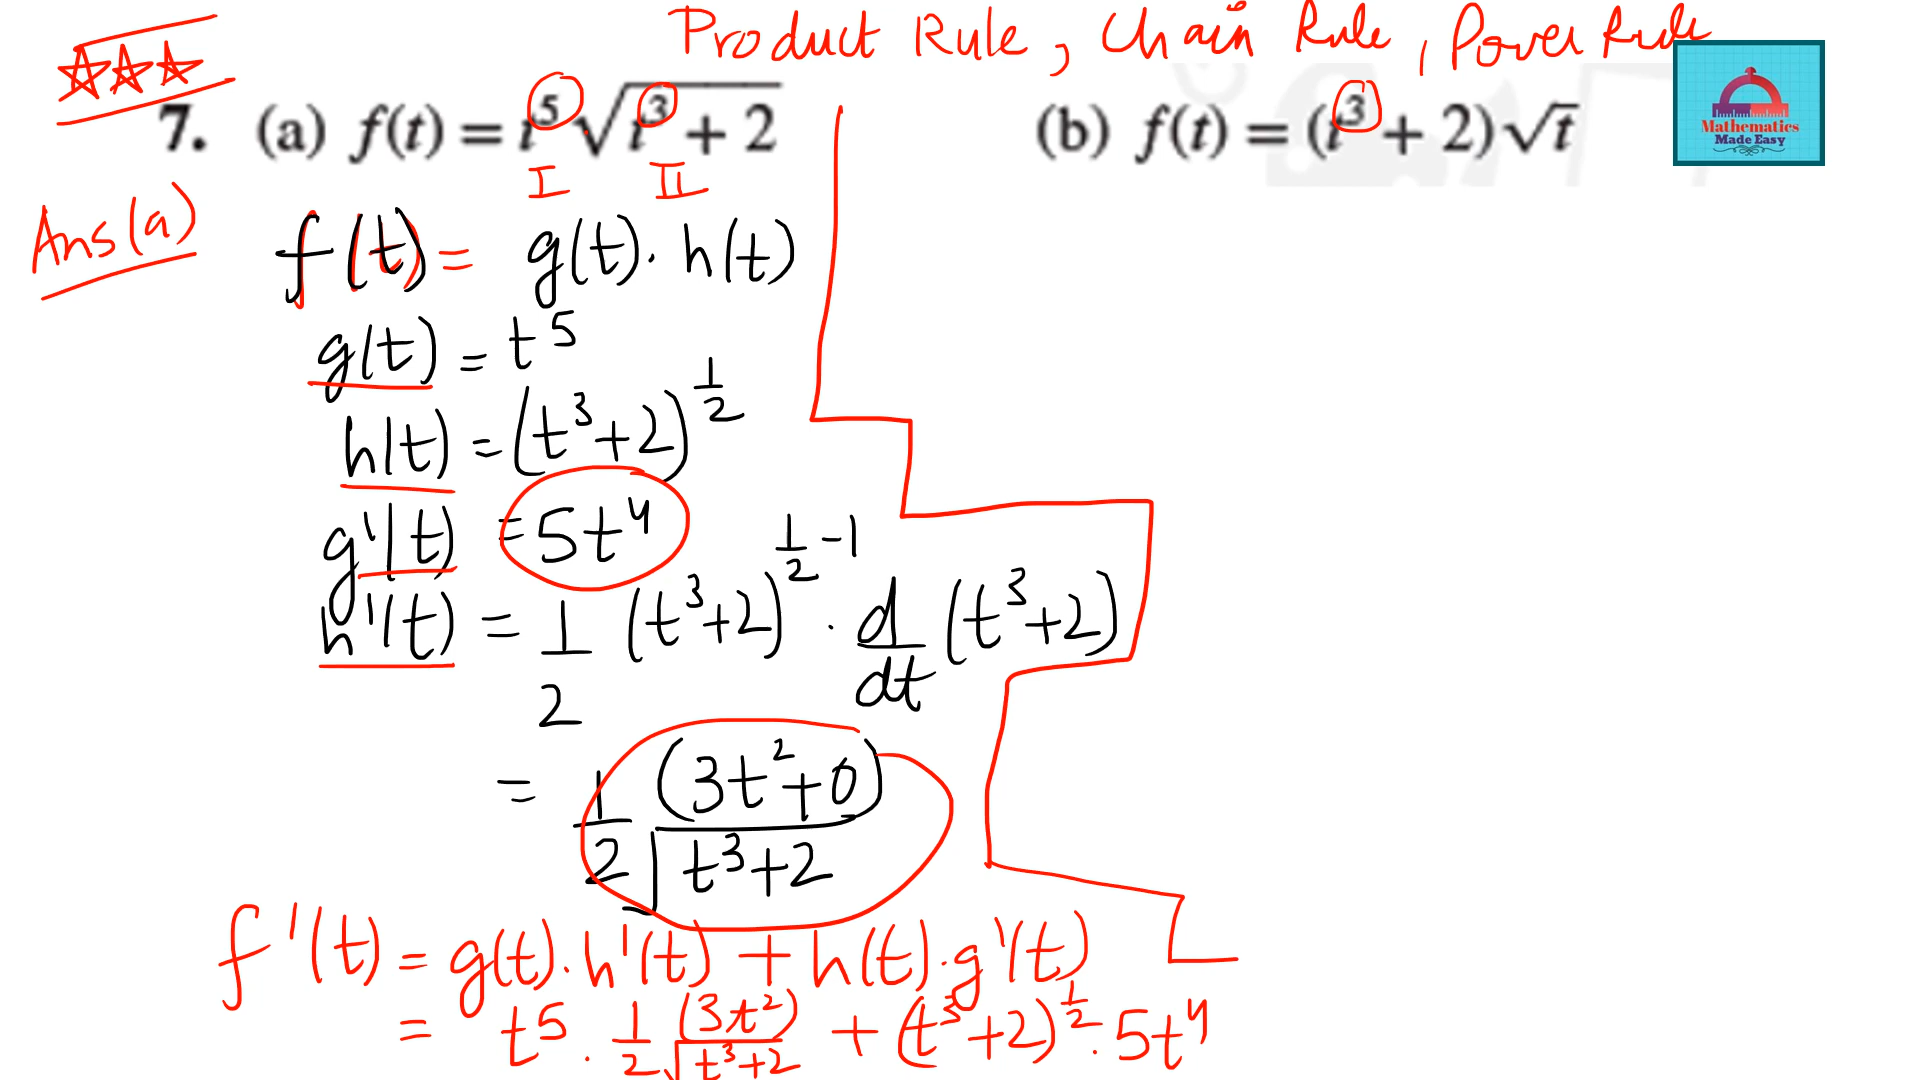 Product Rule, Chain Rule, Power Rule
7. (a) f(t) = t⁵√(t³ + 2) (b) f(t) = (t³ + 2)√t
Mathematics
Made Easy
I II
Ans(a)
f(t) = g(t)·h(t)
g(t) = t⁵
h(t) = (t³+2)^(1/2)
g'(t) = 5t⁴
h'(t) = 1/2 (t³+2)^(1/2 - 1) · d/dt (t³+2)
= 1/2 (3t²+0)/√(t³+2)
f'(t) = g(t)·h'(t) + h(t)·g'(t)
= t⁵ · 1/2 (3t²)/√(t³+2) + (t³+2)^(1/2) · 5t⁴